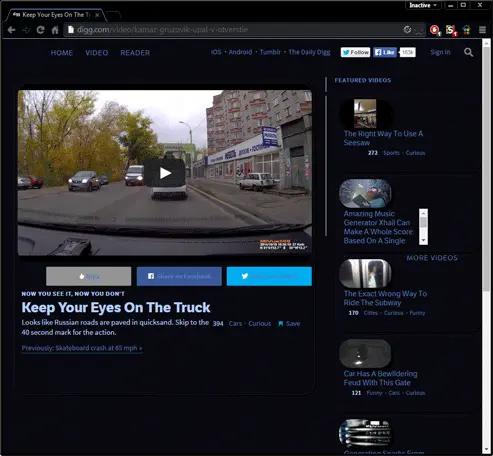 Keep Your Eyes On The T
Inactive
digg.com/video/kamaz-gruzovik-upal-v-otverstie
HOME VIDEO READER
iOS • Android • Tumblr • The Daily Digg
Follow
Like
163k
Sign in
FEATURED VIDEOS
The Right Way To Use A
Seesaw
272 Sports • Curious
Amazing Music
Generator Xhail Can
Make A Whole Score
Based On A Single
MORE VIDEOS
The Exact Wrong Way To
Ride The Subway
170 Cities • Curious • Funny
Car Has A Bewildering
Feud With This Gate
121 Funny • Cars • Curious
Generating Sparks From
Share on Facebook
NOW YOU SEE IT, NOW YOU DON'T
Keep Your Eyes On The Truck
Looks like Russian roads are paved in quicksand. Skip to the
40 second mark for the action.
394 Cars • Curious Save
Previously: Skateboard crash at 65 mph »